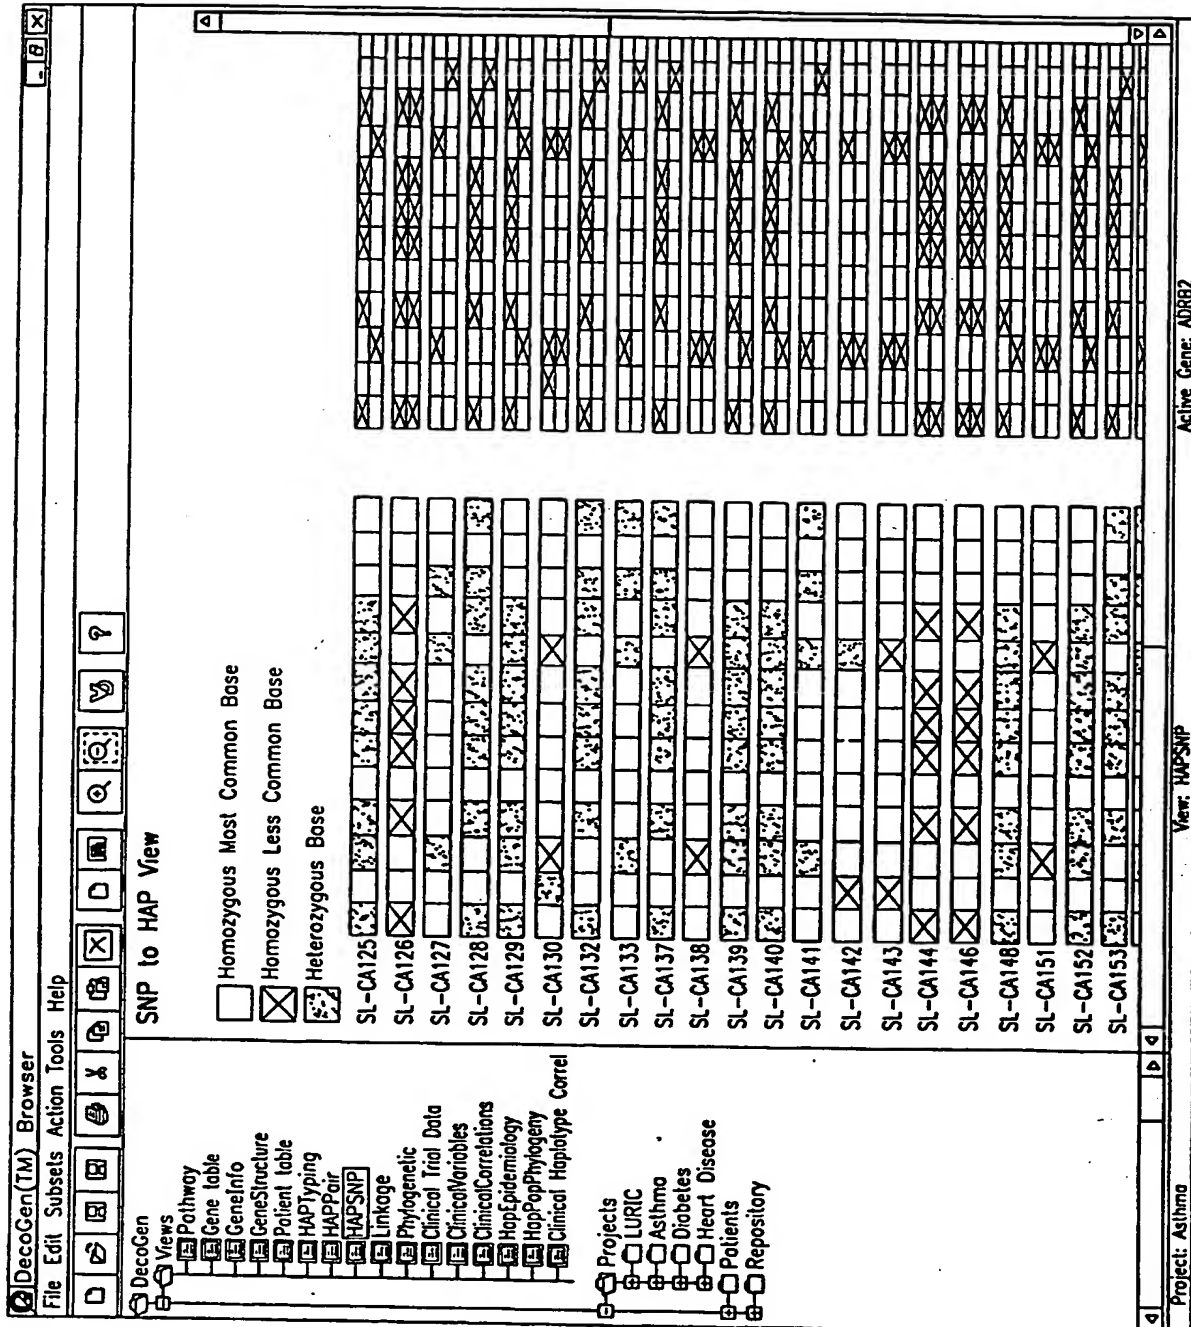 DecoGen(TM) Browser
File Edit Subsets Action Tools Help
?
DecoGen
Views
Pathway
Gene table
GeneInfo
GeneStructure
Patient table
HAPTyping
HAPPair
HAPSNP
Linkage
Phylogenetic
Clinical Trial Data
ClinicalVariables
ClinicalCorrelations
HapEpidemiology
HapPopPhylogeny
Clinical Haplotype Correl
Projects
LURIC
Asthma
Diabetes
Heart Disease
Patients
Repository
SNP to HAP View
Homozygous Most Common Base
Homozygous Less Common Base
Heterozygous Base
SL-CA125
SL-CA126
SL-CA127
SL-CA128
SL-CA129
SL-CA130
SL-CA132
SL-CA133
SL-CA137
SL-CA138
SL-CA139
SL-CA140
SL-CA141
SL-CA142
SL-CA143
SL-CA144
SL-CA146
SL-CA148
SL-CA151
SL-CA152
SL-CA153
Project: Asthma View: HAPSNP Active Gene: ADRB2